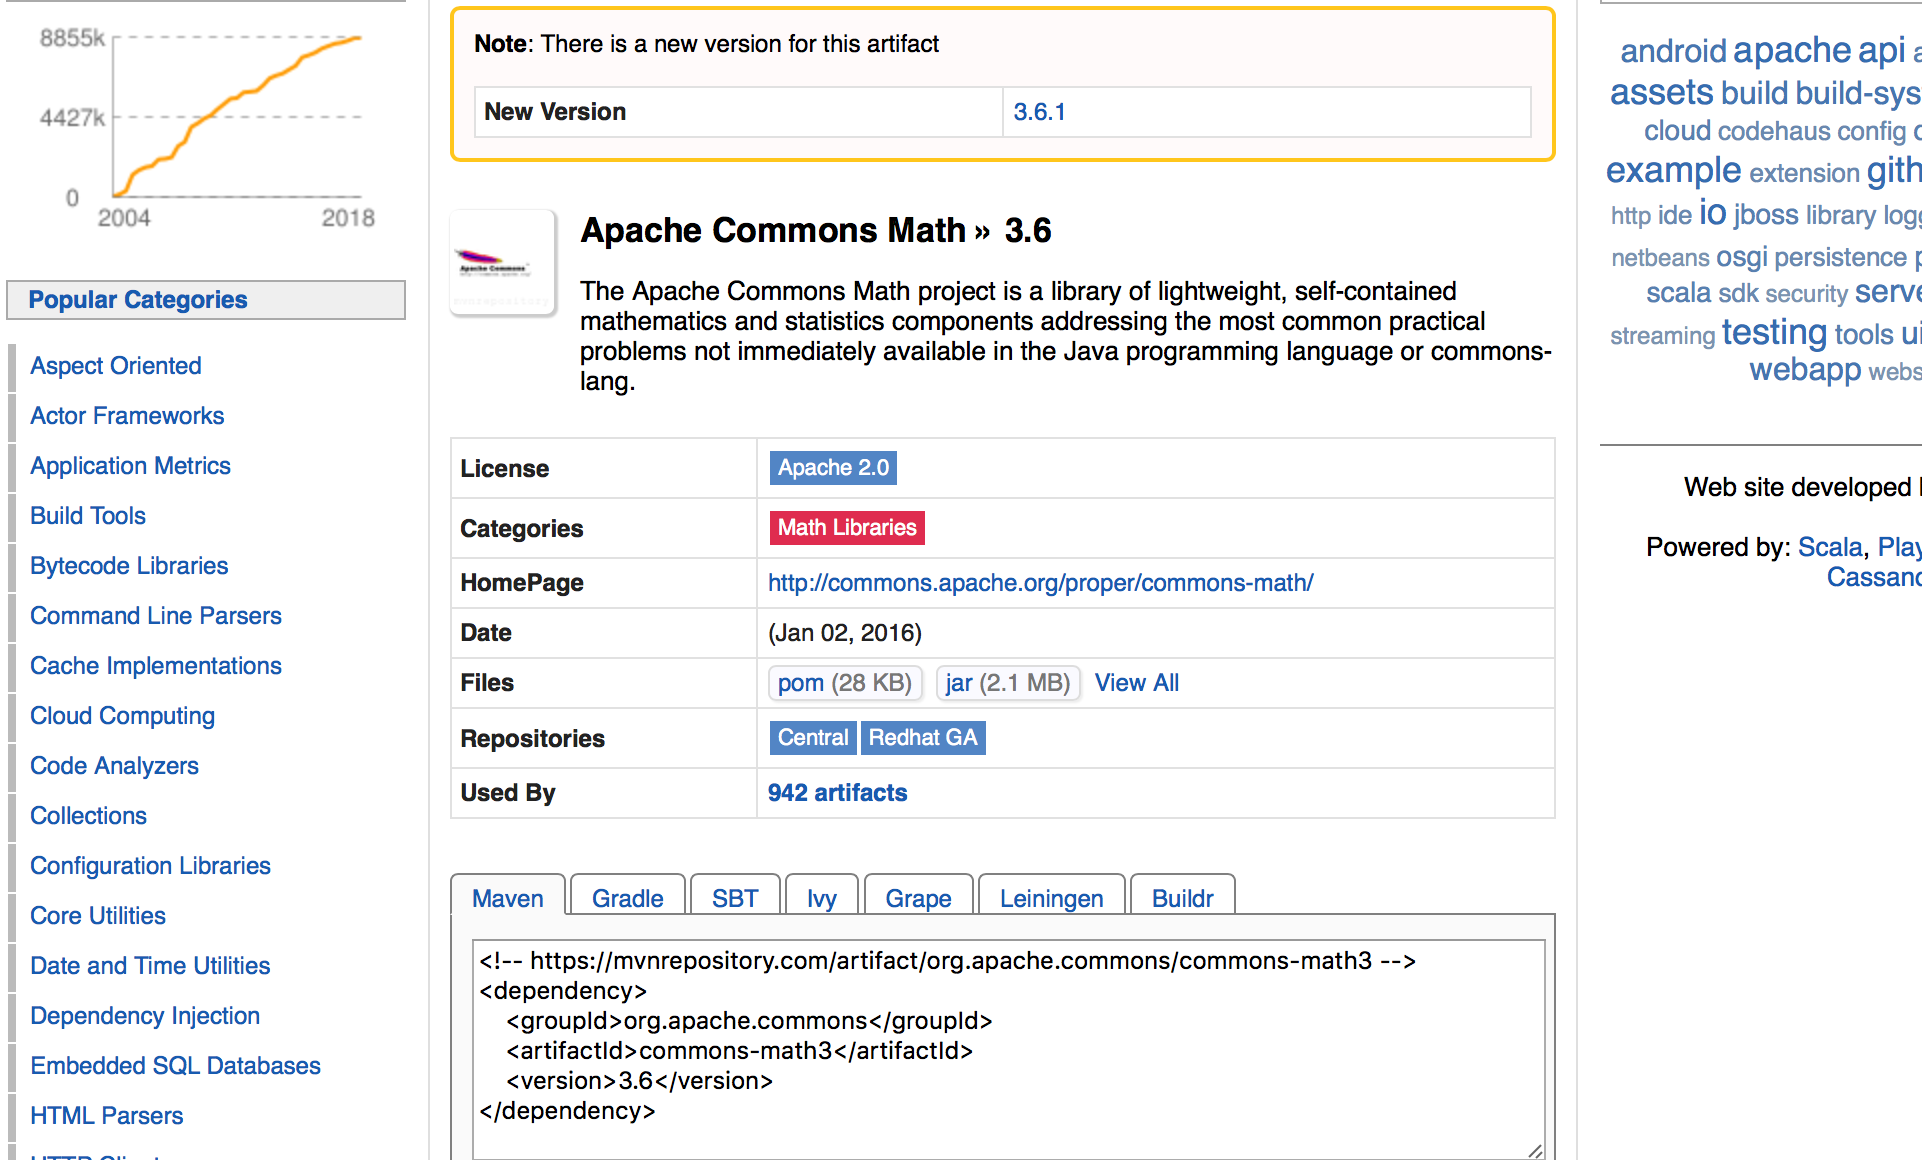 8855k
4427k
0
2004 2018
Popular Categories
Aspect Oriented
Actor Frameworks
Application Metrics
Build Tools
Bytecode Libraries
Command Line Parsers
Cache Implementations
Cloud Computing
Code Analyzers
Collections
Configuration Libraries
Core Utilities
Date and Time Utilities
Dependency Injection
Embedded SQL Databases
HTML Parsers
Note: There is a new version for this artifact
New Version 3.6.1
Apache Commons
Apache Commons Math » 3.6
The Apache Commons Math project is a library of lightweight, self-contained
mathematics and statistics components addressing the most common practical
problems not immediately available in the Java programming language or commons-
lang.
License Apache 2.0
Categories Math Libraries
HomePage http://commons.apache.org/proper/commons-math/
Date (Jan 02, 2016)
Files pom (28 KB) jar (2.1 MB) View All
Repositories Central Redhat GA
Used By 942 artifacts
Maven Gradle SBT Ivy Grape Leiningen Buildr
<!-- https://mvnrepository.com/artifact/org.apache.commons/commons-math3 -->
<dependency>
<groupId>org.apache.commons</groupId>
<artifactId>commons-math3</artifactId>
<version>3.6</version>
</dependency>
android apache api
assets build build-sys
cloud codehaus config
example extension gith
http ide io jboss library logg
netbeans osgi persistence
scala sdk security serve
streaming testing tools ui
webapp webs
Web site developed
Powered by: Scala, Play
Cassand